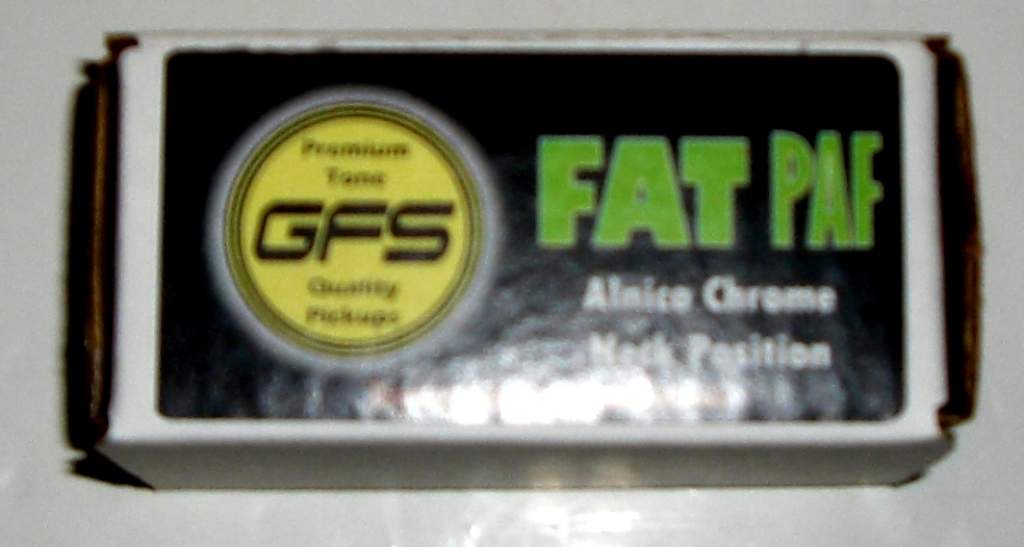 Premium
Tone
GFS
Quality
Pickups
FAT PAF
Alnico Chrome
Neck Position